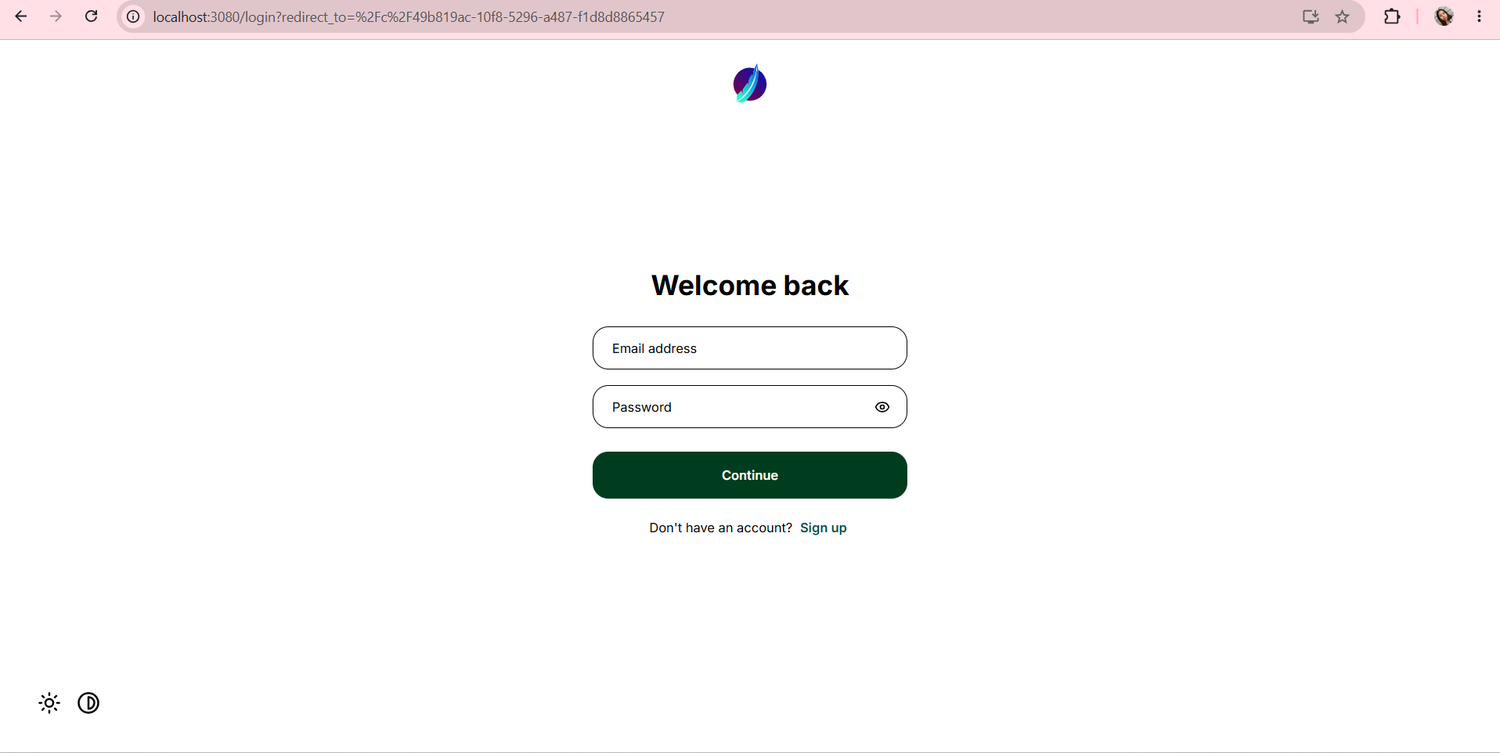 localhost:3080/login?redirect_to=%2Fc%2F49b819ac-10f8-5296-a487-f1d8d8865457
Welcome back
Email address
Password
Continue
Don't have an account? Sign up